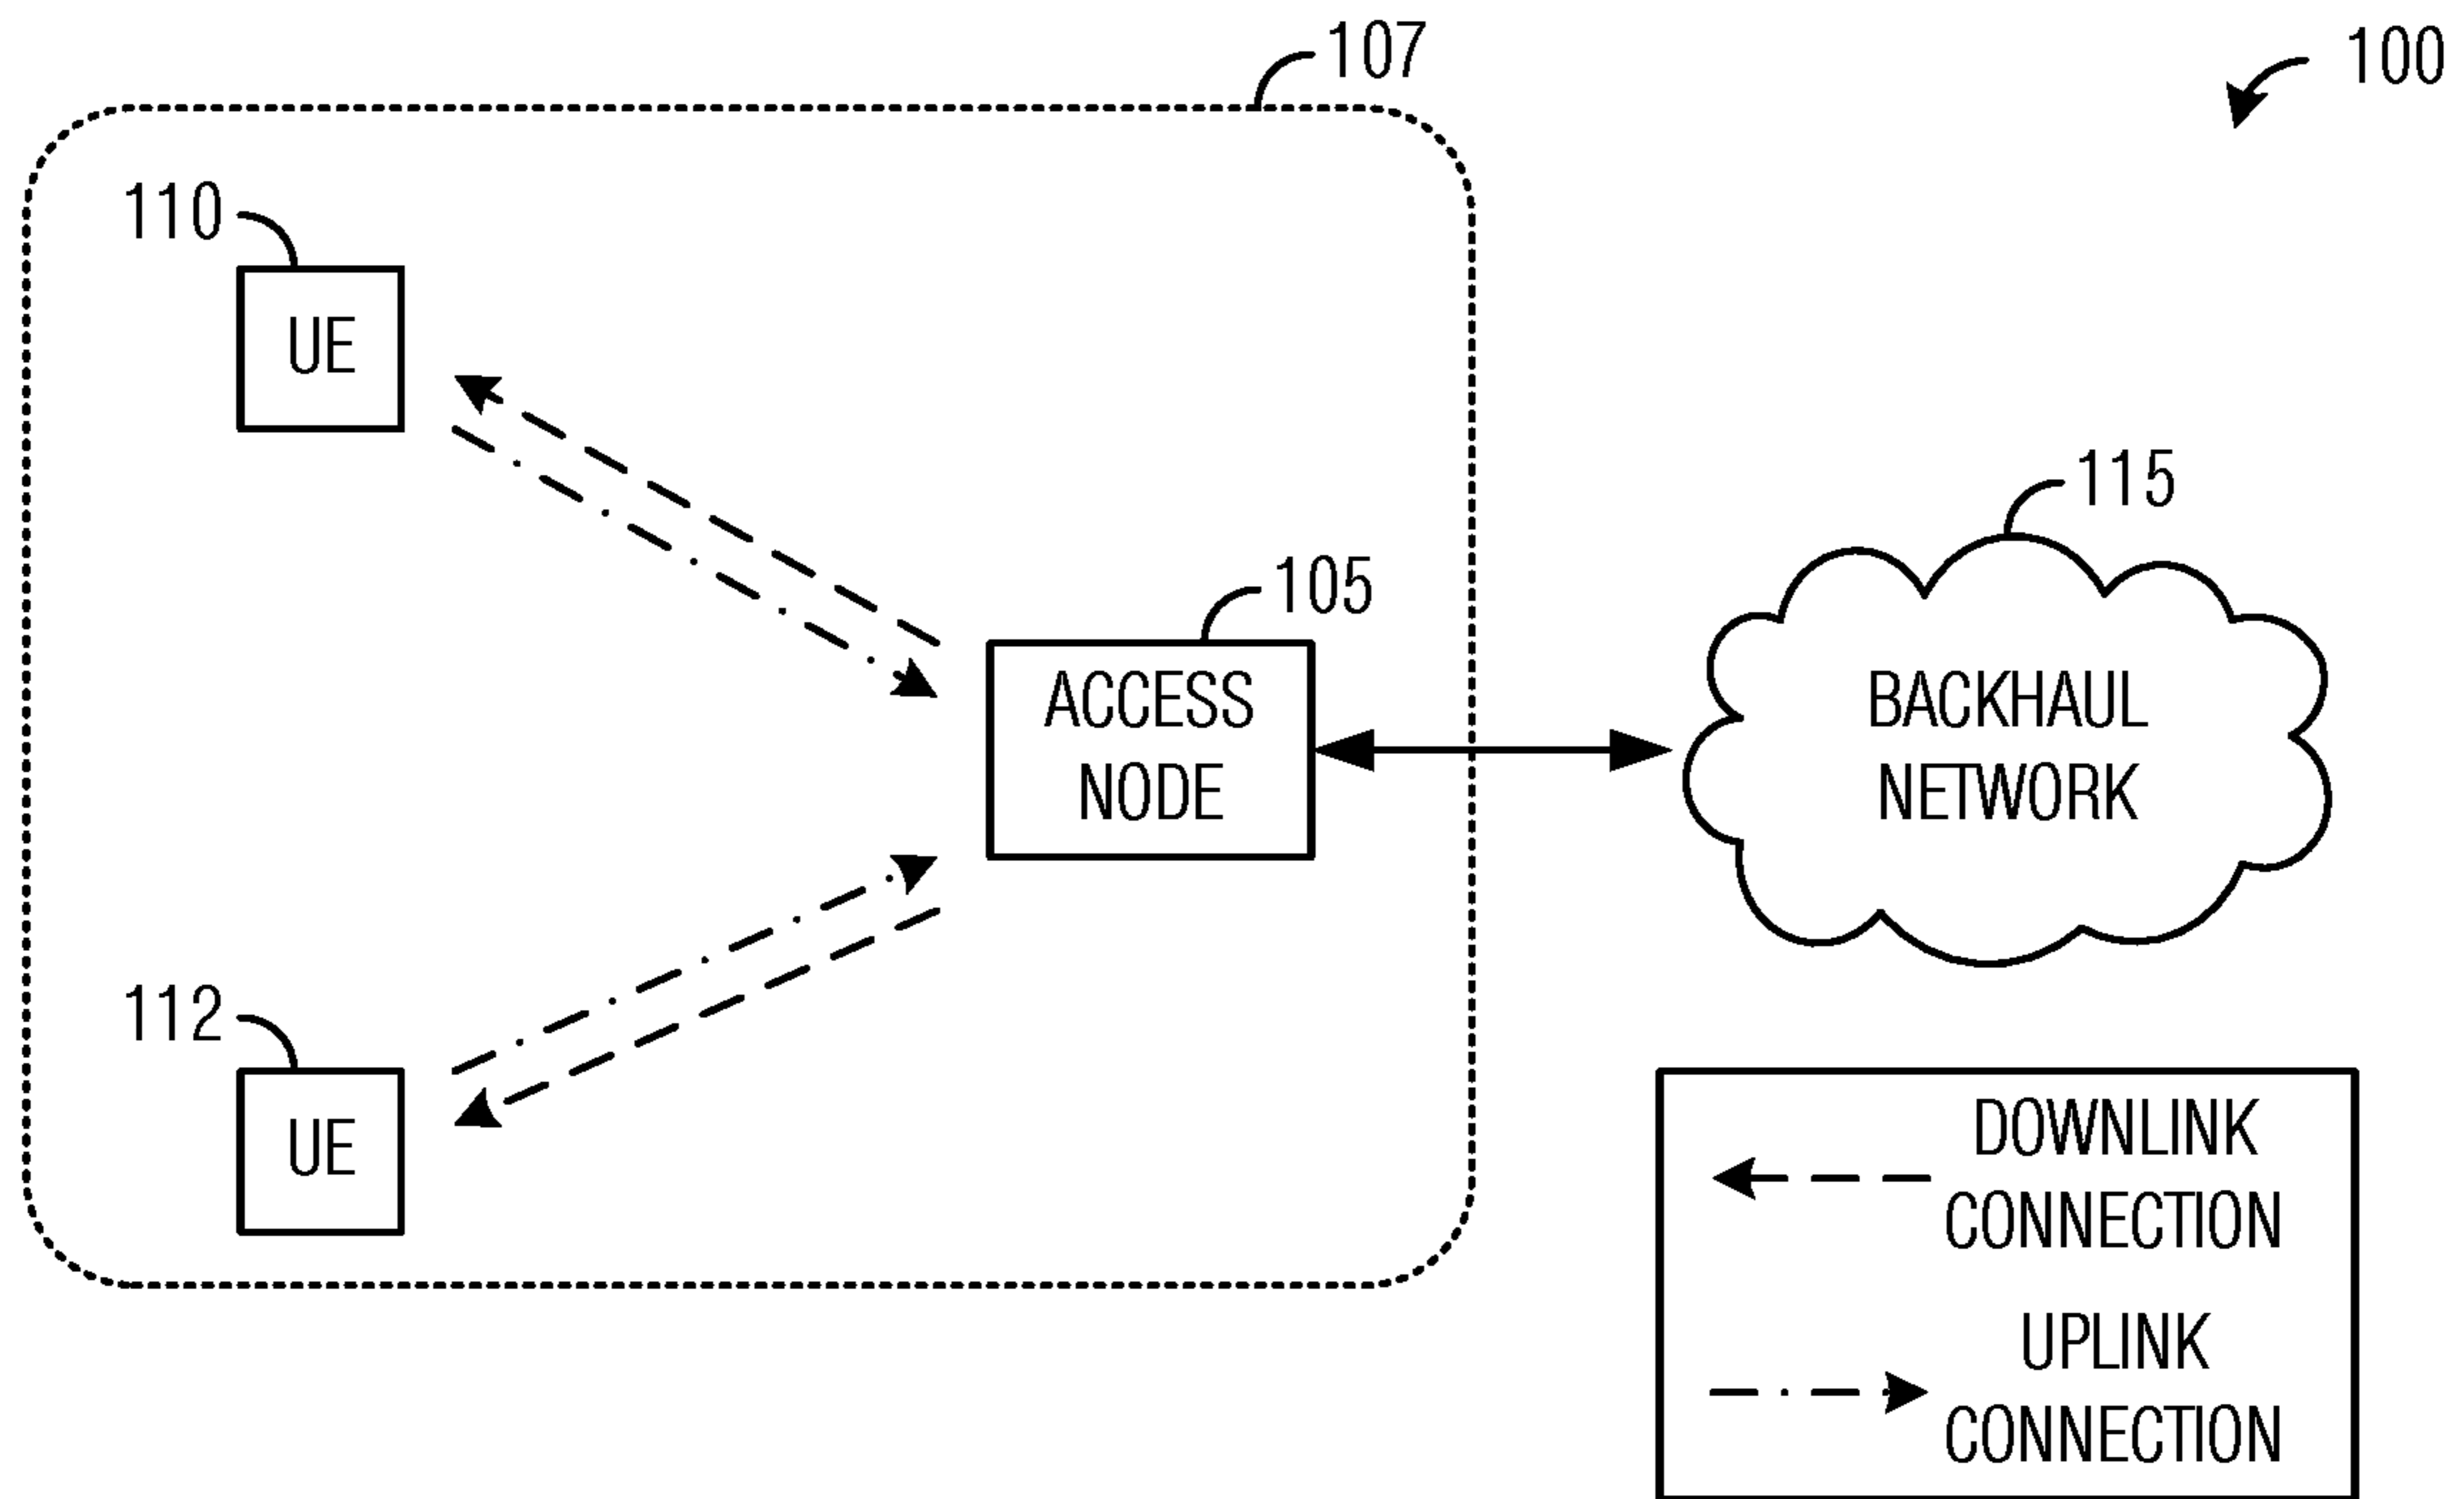 107
100
110
UE
115
105
ACCESS
NODE
BACKHAUL
NETWORK
112
UE
DOWNLINK
CONNECTION
UPLINK
CONNECTION